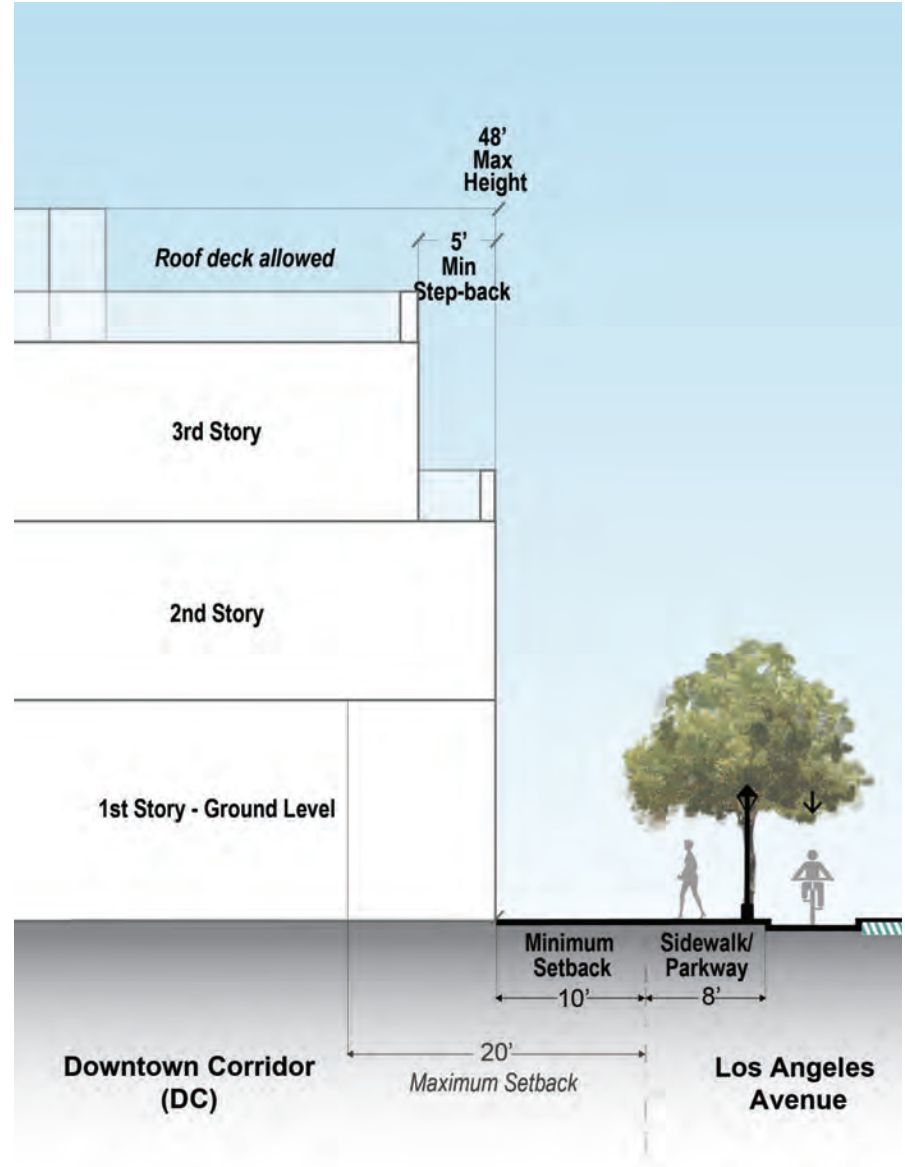 48’
Max
Height
Roof deck allowed
5’
Min
Step-back
3rd Story
2nd Story
1st Story - Ground Level
Minimum
Setback
Sidewalk/
Parkway
10’
8’
20’
Maximum Setback
Downtown Corridor
(DC)
Los Angeles
Avenue